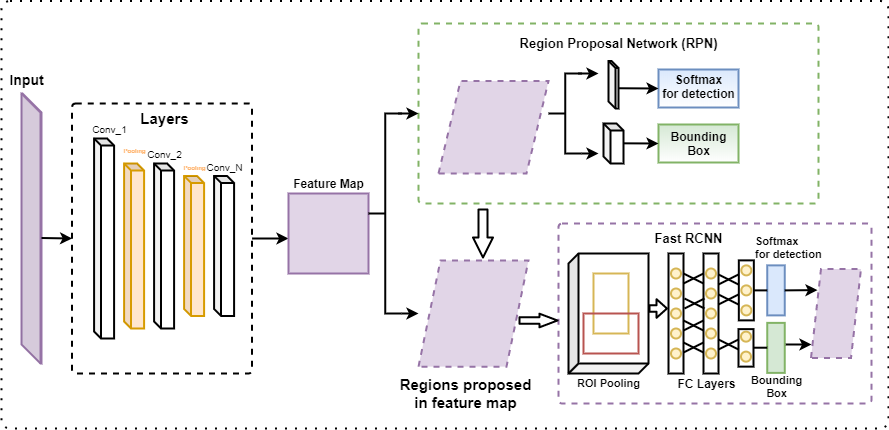 Input
Layers
Conv_1
Pooling
Conv_2
Pooling
Conv_N
Feature Map
Region Proposal Network (RPN)
Softmax
for detection
Bounding
Box
Regions proposed
in feature map
Fast RCNN
ROI Pooling
FC Layers
Softmax
for detection
Bounding
Box